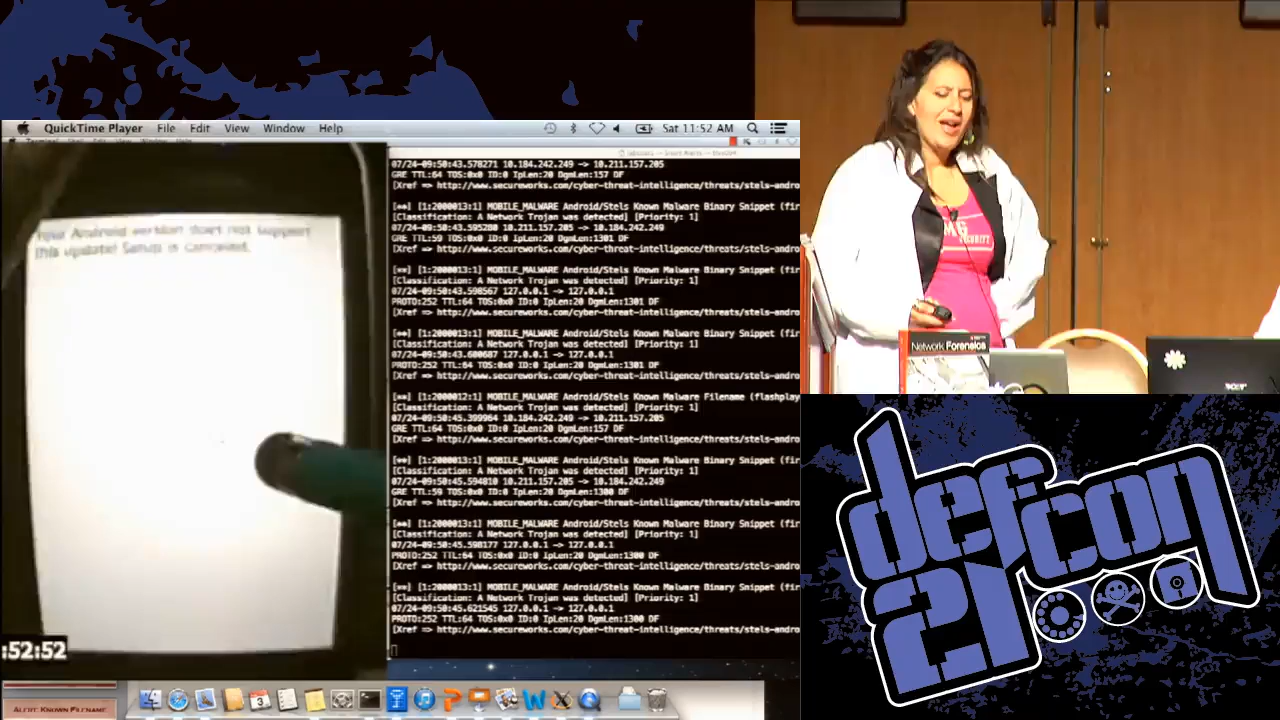 QuickTime Player File Edit View Window Help
Sat 11:52 AM
Your Android version does not support
this update! Setup is canceled.
:52:52
07/24-09:50:43.578271 10.184.242.249 -> 10.211.157.205
GRE TTL:64 TOS:0x0 ID:0 IpLen:20 DgmLen:157 DF
[Xref => http://www.secureworks.com/cyber-threat-intelligence/threats/stels-andro
[**] [1:2000013:1] MOBILE_MALWARE Android/Stels Known Malware Binary Snippet (fir
[Classification: A Network Trojan was detected] [Priority: 1]
07/24-09:50:43.595280 10.211.157.205 -> 10.184.242.249
GRE TTL:59 TOS:0x0 ID:0 IpLen:20 DgmLen:1301 DF
[Xref => http://www.secureworks.com/cyber-threat-intelligence/threats/stels-andro
[**] [1:2000013:1] MOBILE_MALWARE Android/Stels Known Malware Binary Snippet (fir
[Classification: A Network Trojan was detected] [Priority: 1]
07/24-09:50:43.598567 127.0.0.1 -> 127.0.0.1
PROTO:252 TTL:64 TOS:0x0 ID:0 IpLen:20 DgmLen:1301 DF
[Xref => http://www.secureworks.com/cyber-threat-intelligence/threats/stels-andro
[**] [1:2000013:1] MOBILE_MALWARE Android/Stels Known Malware Binary Snippet (fir
[Classification: A Network Trojan was detected] [Priority: 1]
07/24-09:50:43.600687 127.0.0.1 -> 127.0.0.1
PROTO:252 TTL:64 TOS:0x0 ID:0 IpLen:20 DgmLen:1301 DF
[Xref => http://www.secureworks.com/cyber-threat-intelligence/threats/stels-andro
[**] [1:2000012:1] MOBILE_MALWARE Android/Stels Known Malware Filename (flashplay
[Classification: A Network Trojan was detected] [Priority: 1]
07/24-09:50:45.399964 10.184.242.249 -> 10.211.157.205
GRE TTL:64 TOS:0x0 ID:0 IpLen:20 DgmLen:157 DF
[Xref => http://www.secureworks.com/cyber-threat-intelligence/threats/stels-andro
[**] [1:2000013:1] MOBILE_MALWARE Android/Stels Known Malware Binary Snippet (fir
[Classification: A Network Trojan was detected] [Priority: 1]
07/24-09:50:45.594810 10.211.157.205 -> 10.184.242.249
GRE TTL:59 TOS:0x0 ID:0 IpLen:20 DgmLen:1300 DF
[Xref => http://www.secureworks.com/cyber-threat-intelligence/threats/stels-andro
[**] [1:2000013:1] MOBILE_MALWARE Android/Stels Known Malware Binary Snippet (fir
[Classification: A Network Trojan was detected] [Priority: 1]
07/24-09:50:45.598177 127.0.0.1 -> 127.0.0.1
PROTO:252 TTL:64 TOS:0x0 ID:0 IpLen:20 DgmLen:1300 DF
[Xref => http://www.secureworks.com/cyber-threat-intelligence/threats/stels-andro
[**] [1:2000013:1] MOBILE_MALWARE Android/Stels Known Malware Binary Snippet (fir
[Classification: A Network Trojan was detected] [Priority: 1]
07/24-09:50:45.621545 127.0.0.1 -> 127.0.0.1
PROTO:252 TTL:64 TOS:0x0 ID:0 IpLen:20 DgmLen:1300 DF
[Xref => http://www.secureworks.com/cyber-threat-intelligence/threats/stels-andro
ALERT: KNOWN FILENAME
MG
SECURITY
Network Forensics
defcon
21